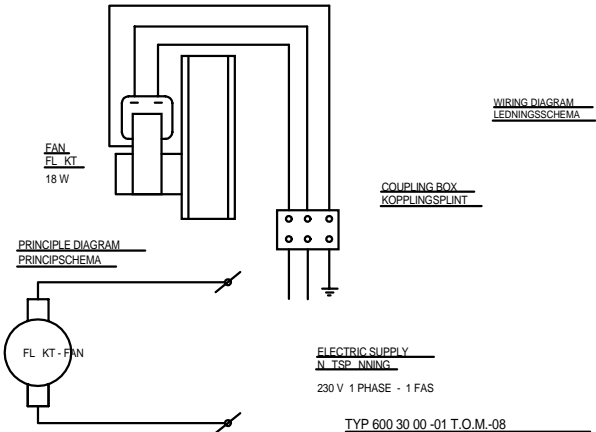 WIRING DIAGRAM
LEDNINGSSCHEMA
FAN
FL KT
18 W
COUPLING BOX
KOPPLINGSPLINT
PRINCIPLE DIAGRAM
PRINCIPSCHEMA
FL KT - FAN
ELECTRIC SUPPLY
N TSP NNING
230 V 1 PHASE - 1 FAS
TYP 600 30 00 -01 T.O.M.-08